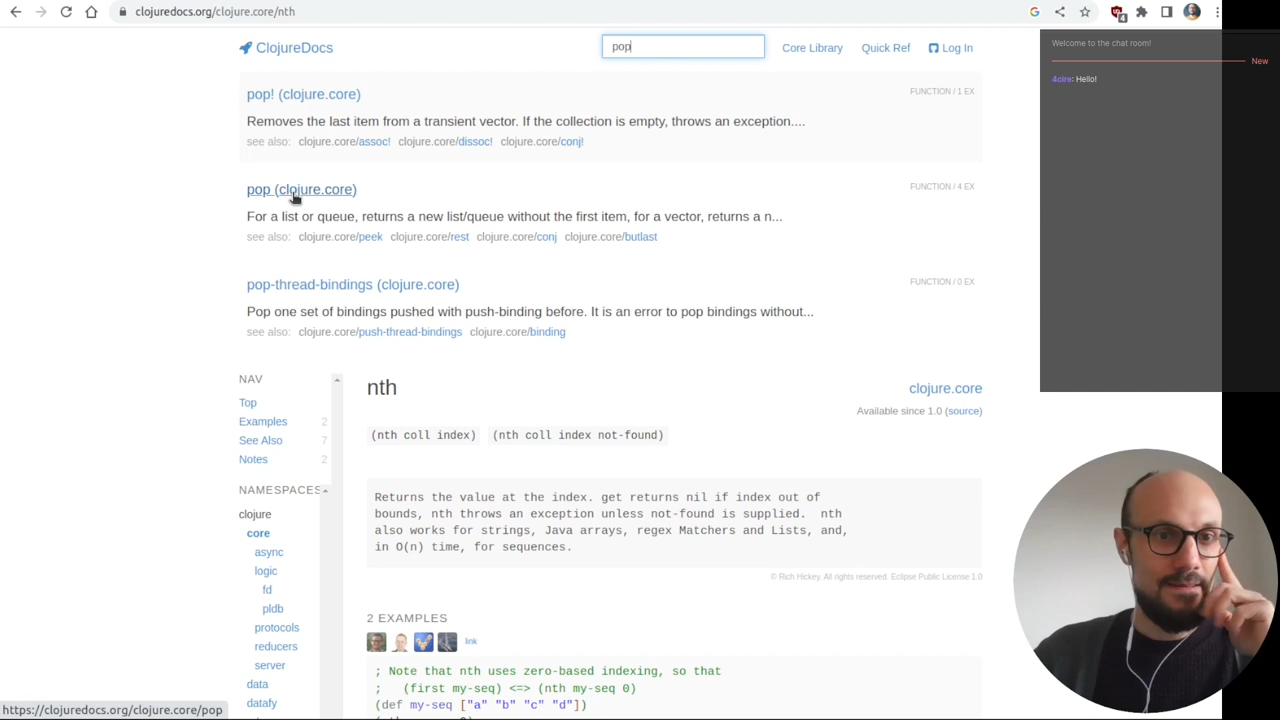 clojuredocs.org/clojure.core/nth
4
ClojureDocs
pop
Core Library
Quick Ref
Log In
Welcome to the chat room!
New
4cire: Hello!
pop! (clojure.core)
FUNCTION / 1 EX
Removes the last item from a transient vector. If the collection is empty, throws an exception....
see also: clojure.core/assoc! clojure.core/dissoc! clojure.core/conj!
pop (clojure.core)
FUNCTION / 4 EX
For a list or queue, returns a new list/queue without the first item, for a vector, returns a n...
see also: clojure.core/peek clojure.core/rest clojure.core/conj clojure.core/butlast
pop-thread-bindings (clojure.core)
FUNCTION / 0 EX
Pop one set of bindings pushed with push-binding before. It is an error to pop bindings without...
see also: clojure.core/push-thread-bindings clojure.core/binding
NAV
Top
Examples 2
See Also 7
Notes 2
NAMESPACES
clojure
core
async
logic
fd
pldb
protocols
reducers
server
data
datafy
nth
clojure.core
Available since 1.0 (source)
(nth coll index) (nth coll index not-found)
Returns the value at the index. get returns nil if index out of
bounds, nth throws an exception unless not-found is supplied. nth
also works for strings, Java arrays, regex Matchers and Lists, and,
in O(n) time, for sequences.
© Rich Hickey. All rights reserved. Eclipse Public License 1.0
2 EXAMPLES
link
; Note that nth uses zero-based indexing, so that
; (first my-seq) <=> (nth my-seq 0)
(def my-seq ["a" "b" "c" "d"])
https://clojuredocs.org/clojure.core/pop